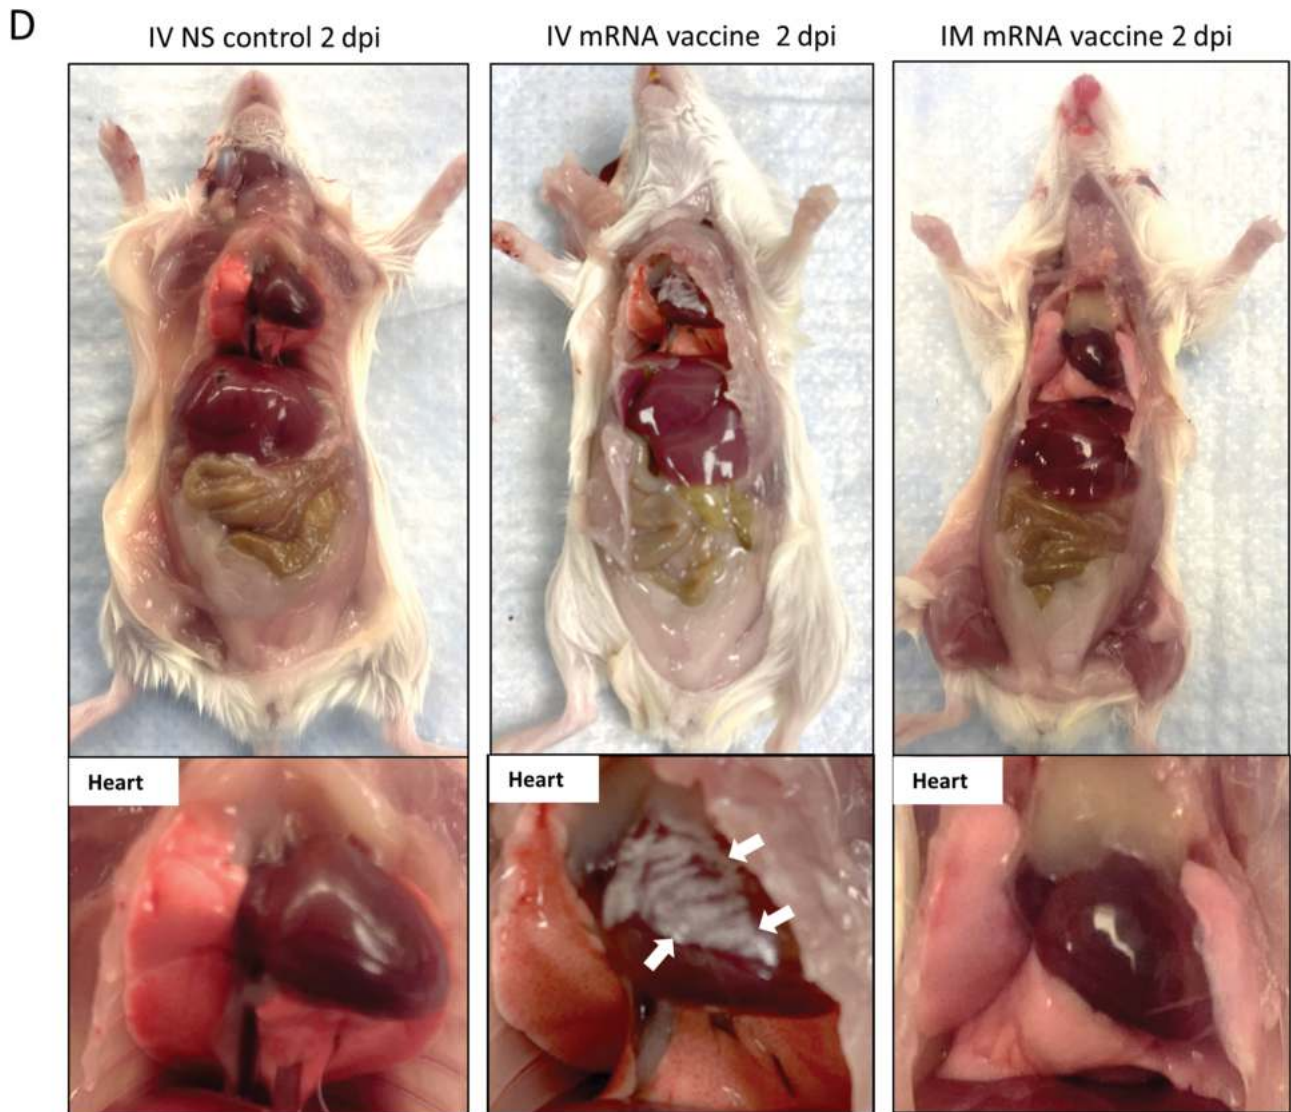 D
IV NS control 2 dpi
IV mRNA vaccine 2 dpi
IM mRNA vaccine 2 dpi
Heart
Heart
Heart